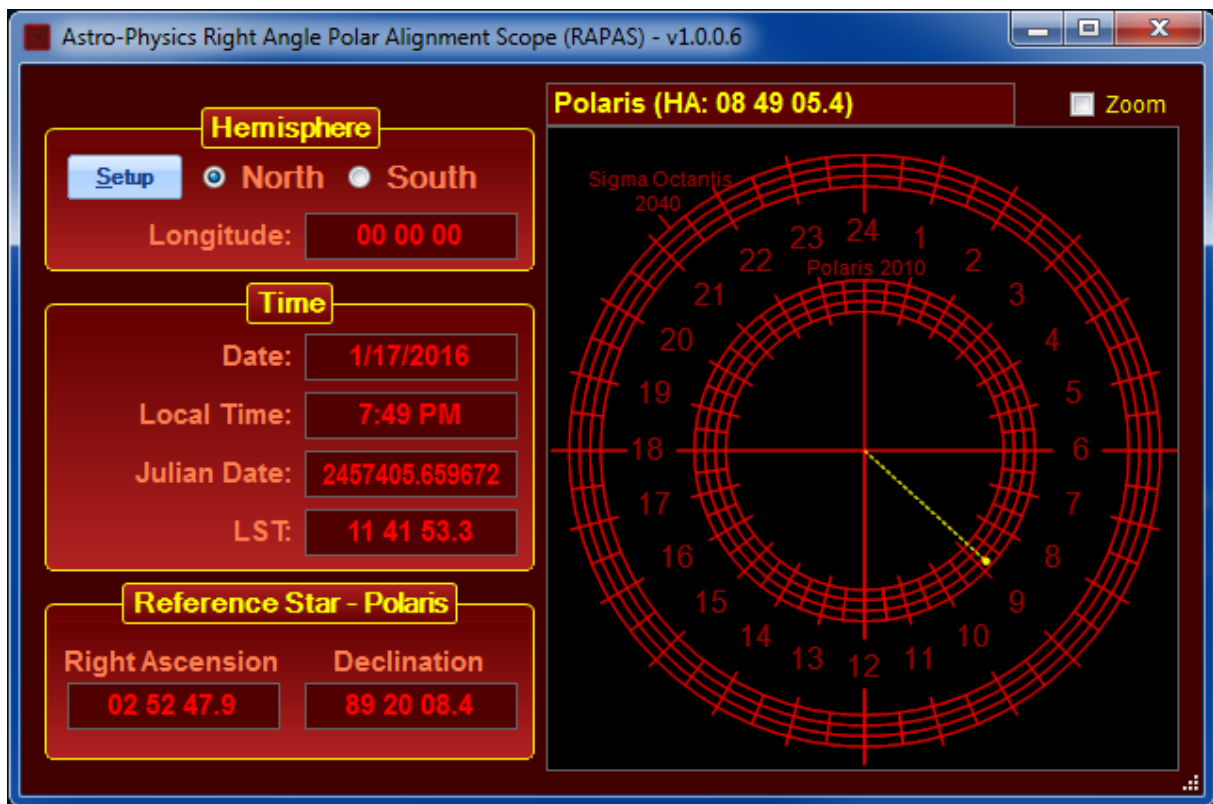 Astro-Physics Right Angle Polar Alignment Scope (RAPAS) - v1.0.0.6
Hemisphere
Setup North South
Longitude: 00 00 00
Time
Date: 1/17/2016
Local Time: 7:49 PM
Julian Date: 2457405.659672
LST: 11 41 53.3
Reference Star - Polaris
Right Ascension Declination
02 52 47.9 89 20 08.4
Polaris (HA: 08 49 05.4) Zoom
Sigma Octantis
2040
24
23 1
22 2
Polaris 2010
21 3
20 4
19 5
18 6
17 7
16 8
15 9
14 10
13 11
12